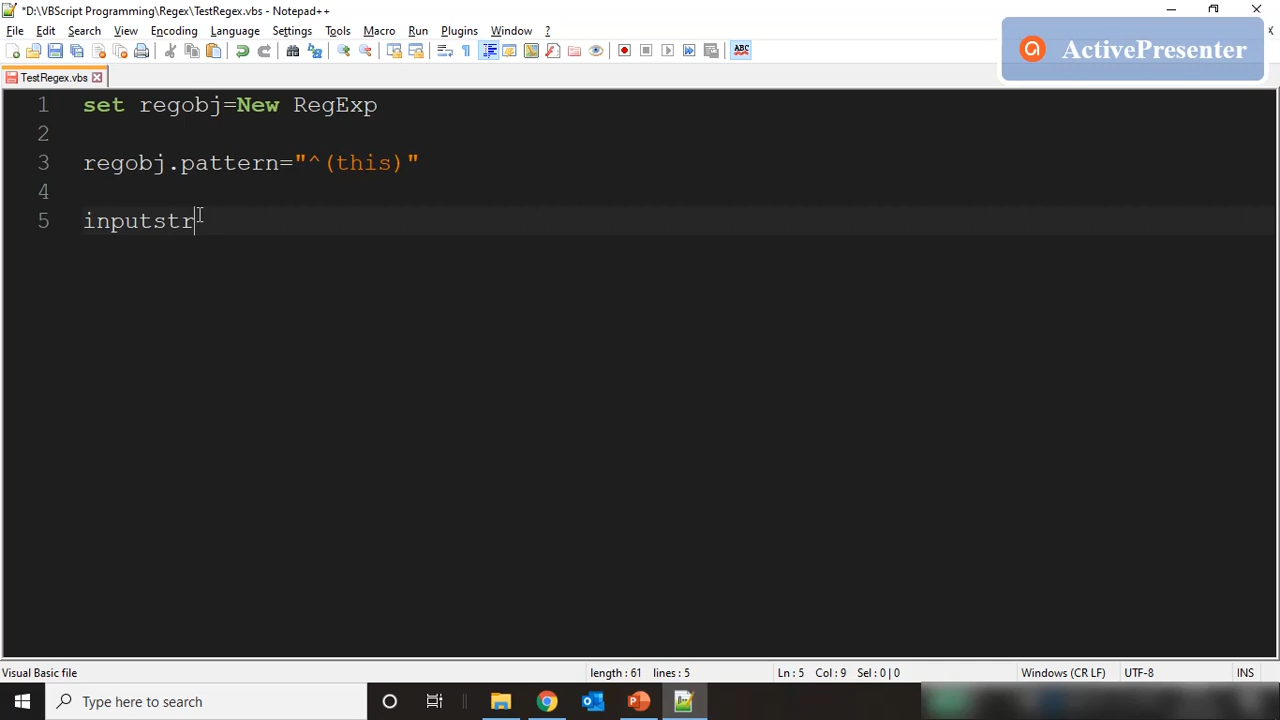 *D:\VBScript Programming\Regex\TestRegex.vbs - Notepad++
File Edit Search View Encoding Language Settings Tools Macro Run Plugins Window ?
ActivePresenter
ABC
TestRegex.vbs
1 set regobj=New RegExp
2
3 regobj.pattern="^(this)"
4
5 inputstr
Visual Basic file length : 61 lines : 5 Ln : 5 Col : 9 Sel : 0 | 0 Windows (CR LF) UTF-8 INS
Type here to search